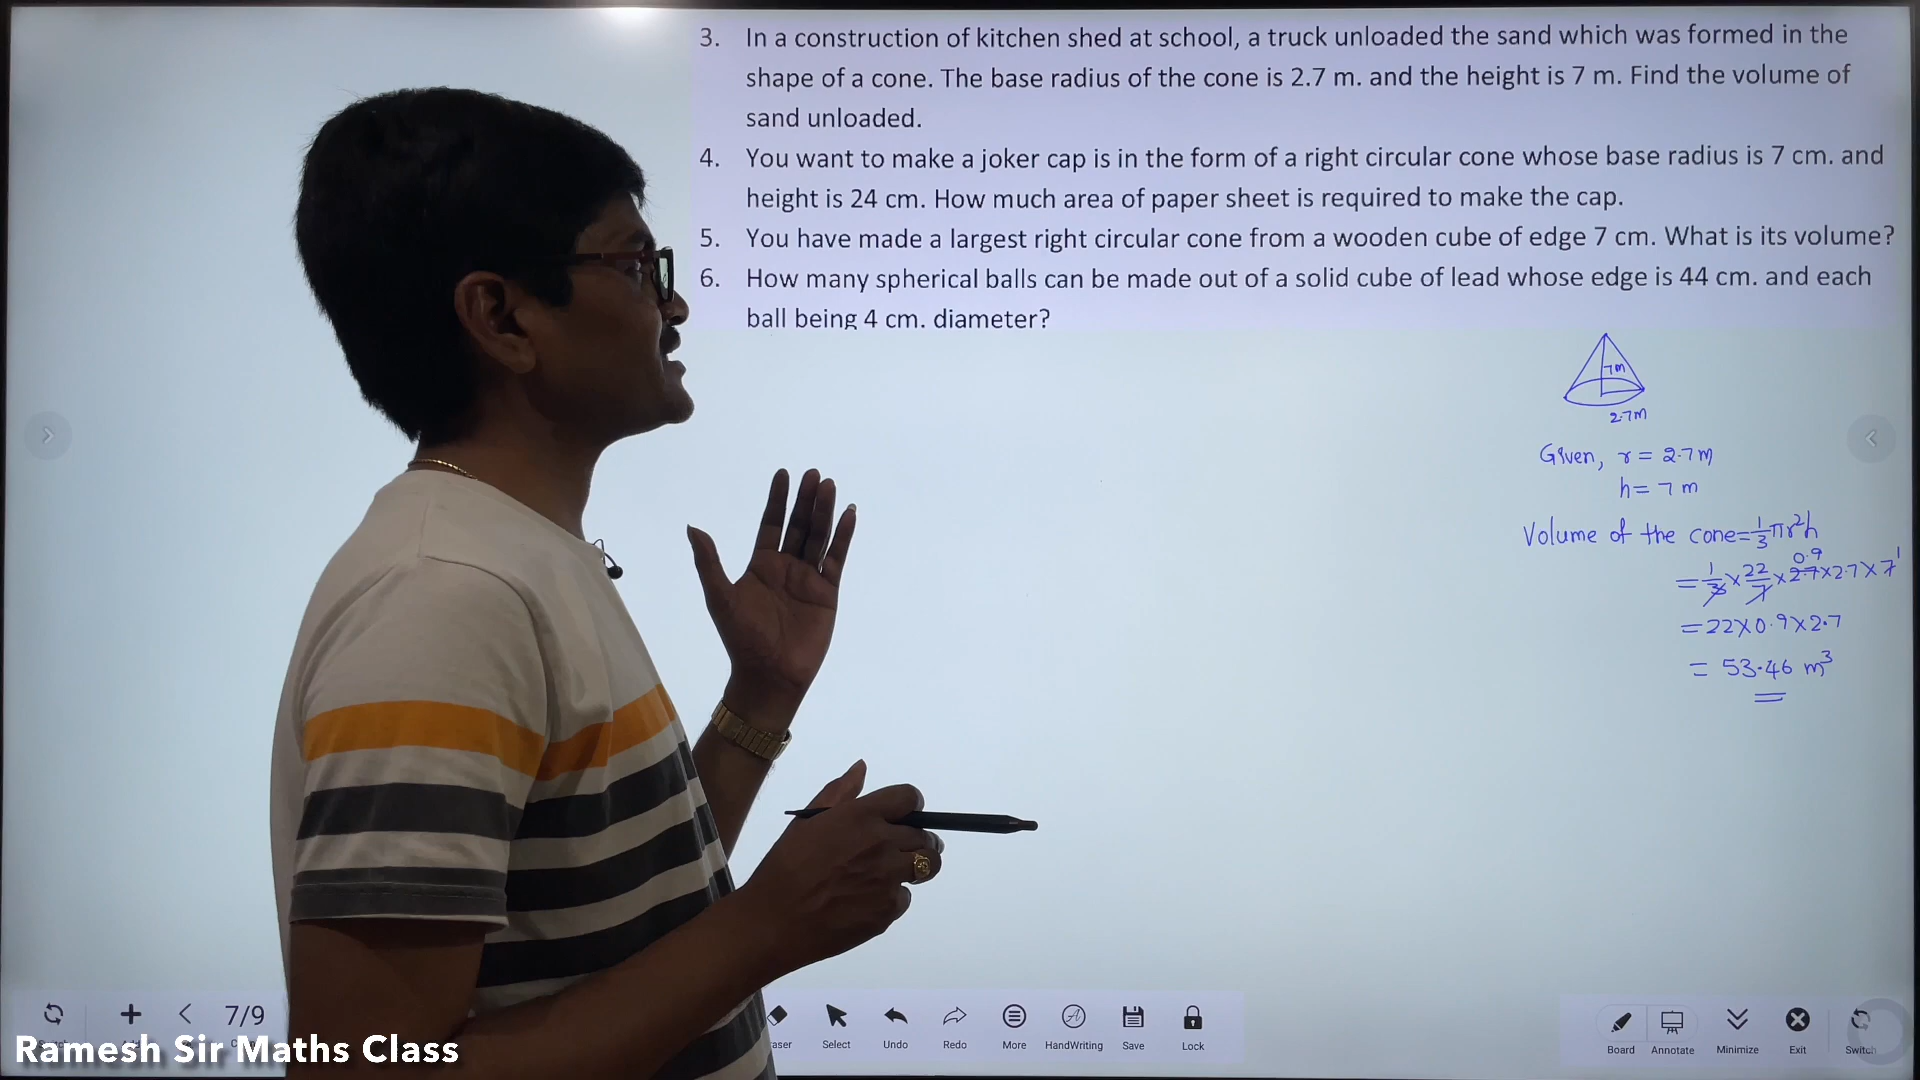 3. In a construction of kitchen shed at school, a truck unloaded the sand which was formed in the
shape of a cone. The base radius of the cone is 2.7 m. and the height is 7 m. Find the volume of
sand unloaded.
4. You want to make a joker cap is in the form of a right circular cone whose base radius is 7 cm. and
height is 24 cm. How much area of paper sheet is required to make the cap.
5. You have made a largest right circular cone from a wooden cube of edge 7 cm. What is its volume?
6. How many spherical balls can be made out of a solid cube of lead whose edge is 44 cm. and each
ball being 4 cm. diameter?
7m
2.7m
Given, r = 2.7m
h = 7 m
Volume of the cone = 1/3 πr²h
0.9 1
= 1/3 × 22/7 × 2.7 × 2.7 × 7
= 22 × 0.9 × 2.7
= 53.46 m³
7/9
Select Undo Redo More HandWriting Save Lock
Board Annotate Minimize Exit Switch
Ramesh Sir Maths Class